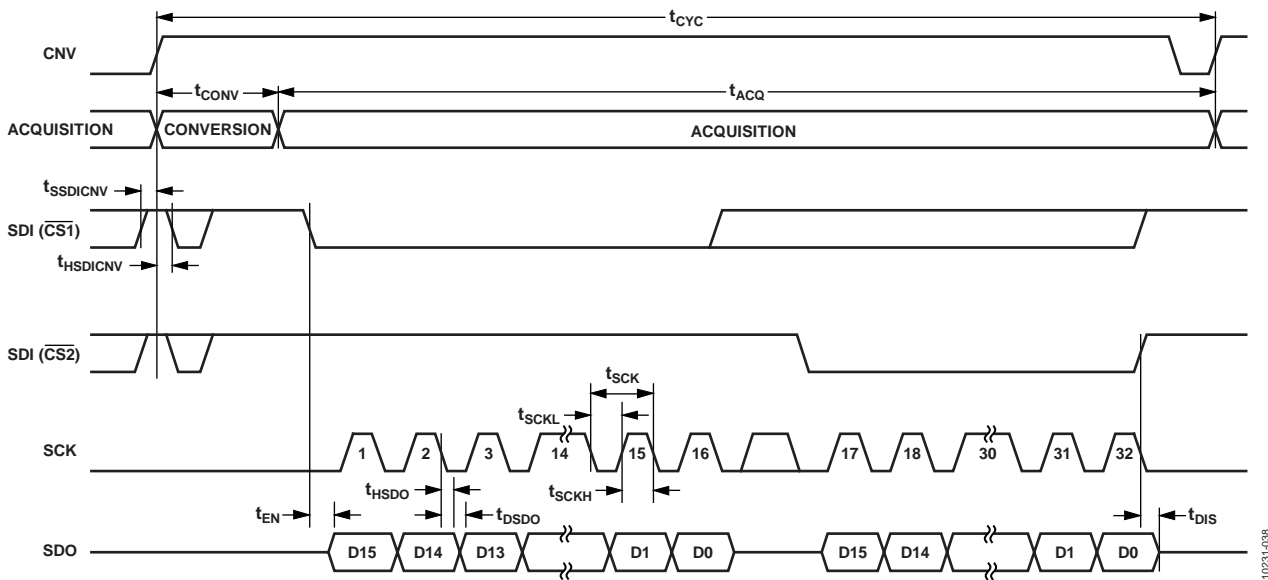 tCYC
CNV
tCONV
tACQ
ACQUISITION
CONVERSION
ACQUISITION
tSSDICNV
SDI (CS1)
tHSDICNV
SDI (CS2)
tSCK
tSCKL
SCK
1 2 3 14 15 16 17 18 30 31 32
tHSDO
tSCKH
tEN
tDSDO
tDIS
SDO
D15 D14 D13 D1 D0 D15 D14 D1 D0
10231-038